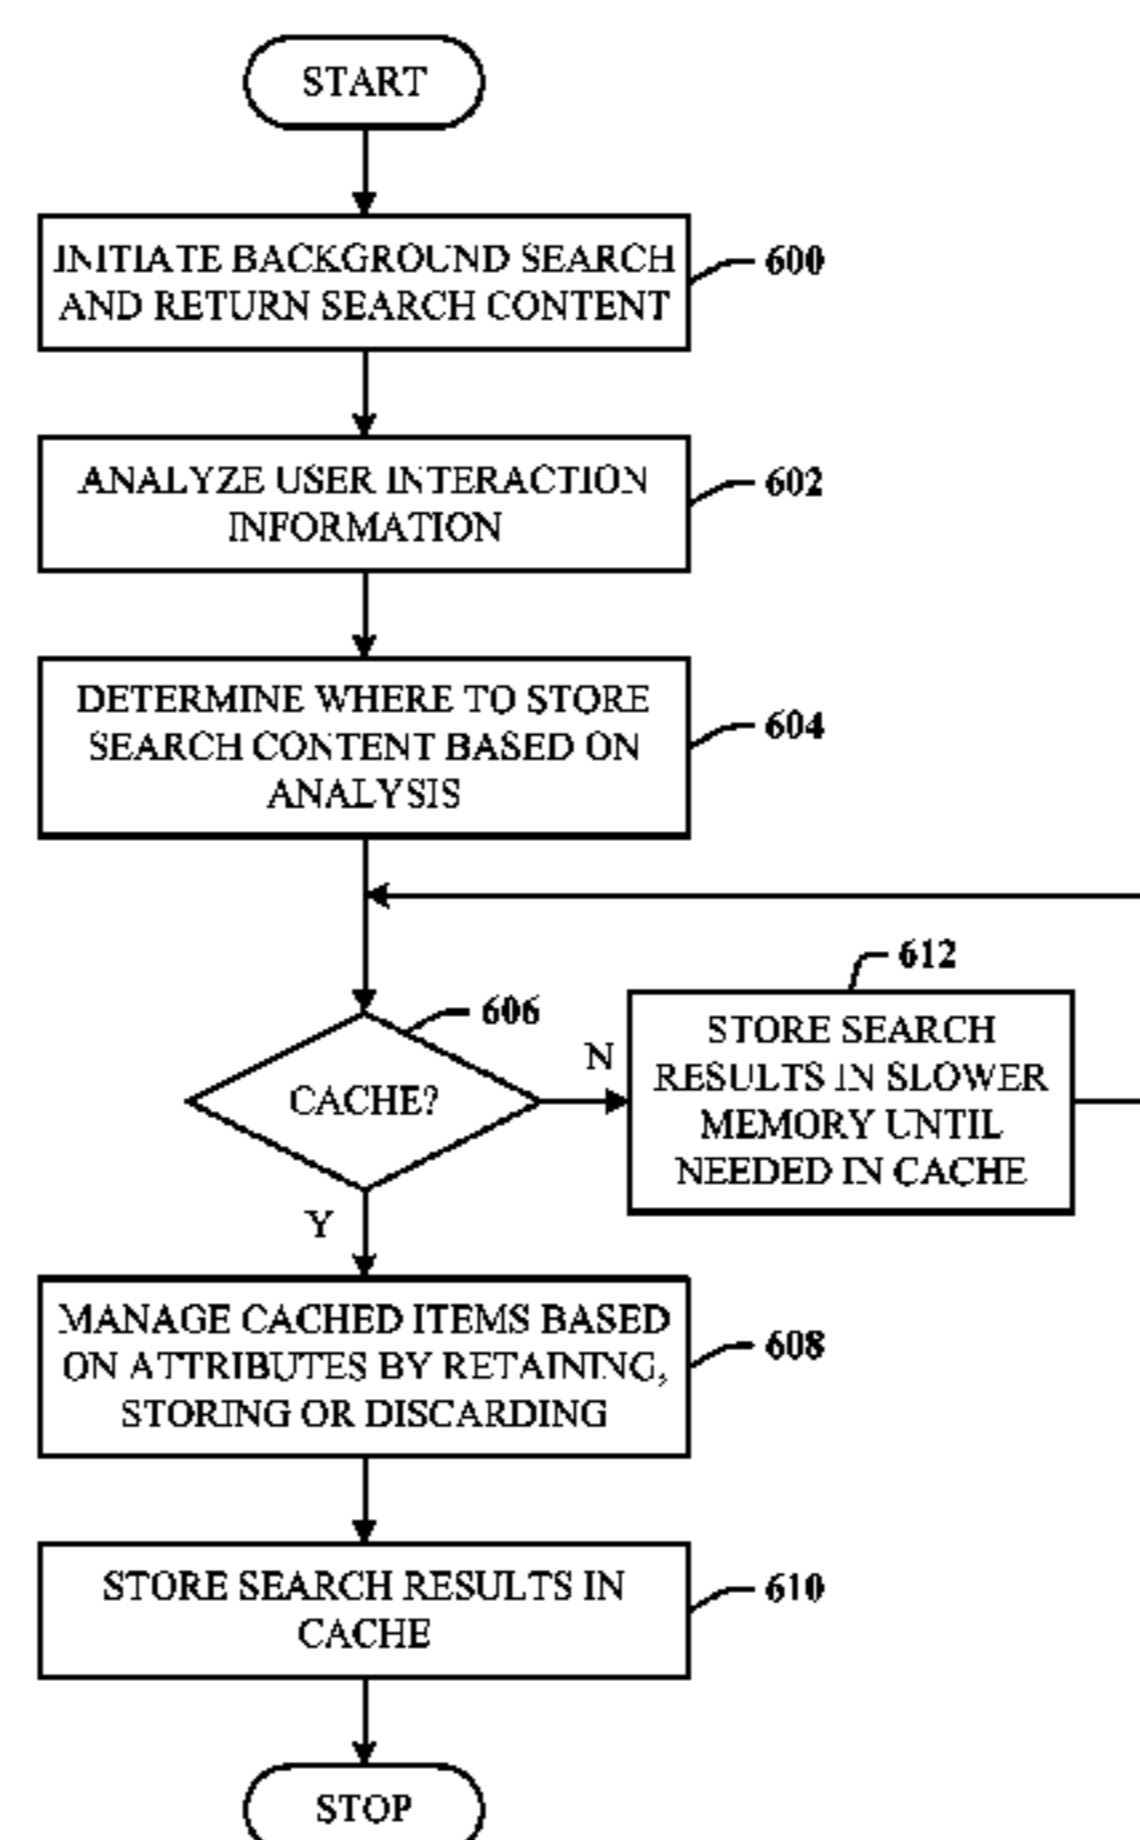 START
INITIATE BACKGROUND SEARCH
AND RETURN SEARCH CONTENT
600
ANALYZE USER INTERACTION
INFORMATION
602
DETERMINE WHERE TO STORE
SEARCH CONTENT BASED ON
ANALYSIS
604
606
CACHE?
N
612
STORE SEARCH
RESULTS IN SLOWER
MEMORY UNTIL
NEEDED IN CACHE
Y
MANAGE CACHED ITEMS BASED
ON ATTRIBUTES BY RETAINING,
STORING OR DISCARDING
608
STORE SEARCH RESULTS IN
CACHE
610
STOP